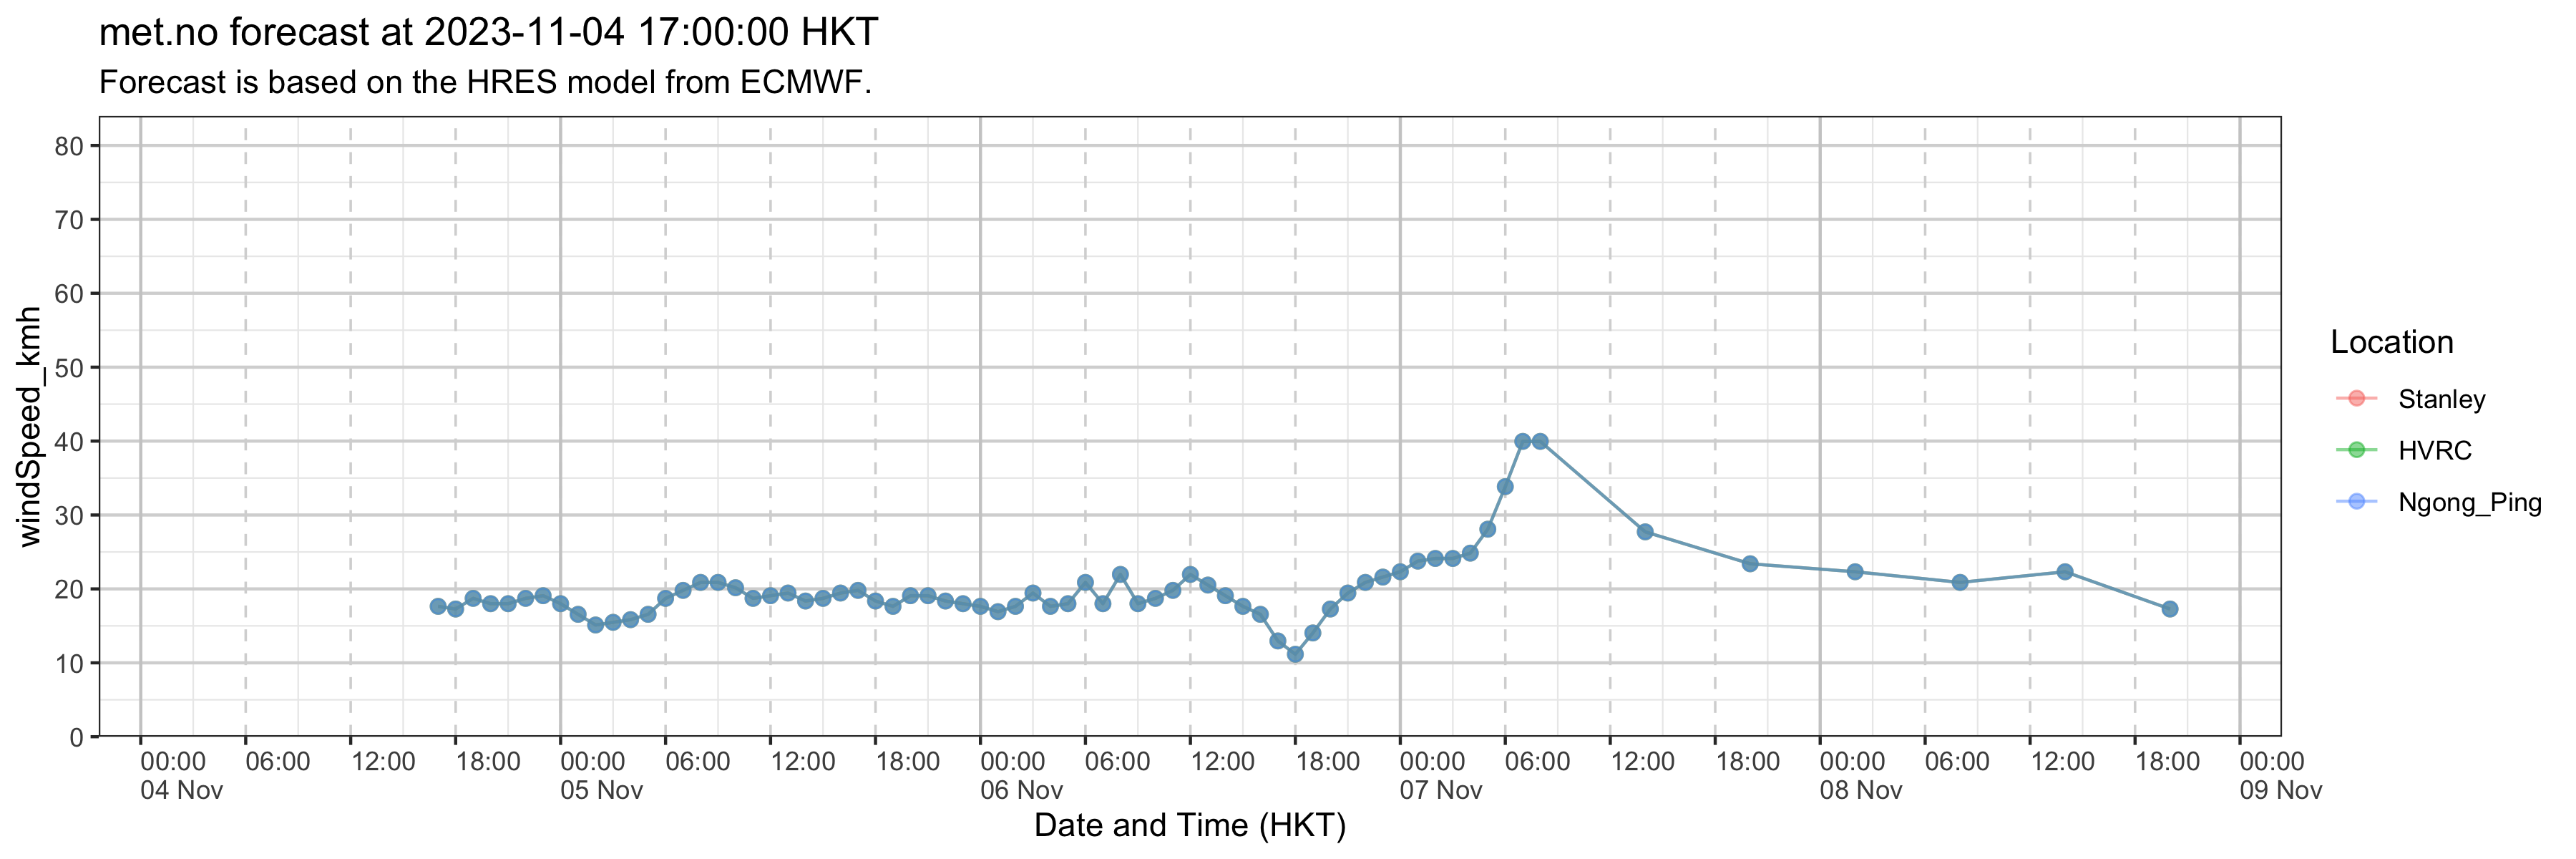 met.no forecast at 2023-11-04 17:00:00 HKT
Forecast is based on the HRES model from ECMWF.
windSpeed_kmh
80
70
60
50
40
30
20
10
0
00:00 06:00 12:00 18:00 00:00 06:00 12:00 18:00 00:00 06:00 12:00 18:00 00:00 06:00 12:00 18:00 00:00 06:00 12:00 18:00 00:00
04 Nov 05 Nov 06 Nov 07 Nov 08 Nov 09 Nov
Date and Time (HKT)
Location
Stanley
HVRC
Ngong_Ping